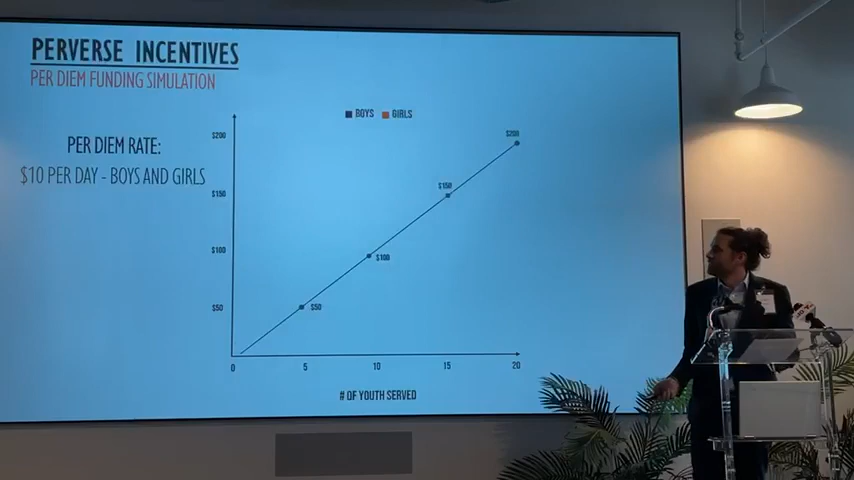 PERVERSE INCENTIVES
PER DIEM FUNDING SIMULATION
PER DIEM RATE:
$10 PER DAY - BOYS AND GIRLS
BOYS GIRLS
$200
$150
$100
$50
$200
$150
$100
$50
0 5 10 15 20
# OF YOUTH SERVED